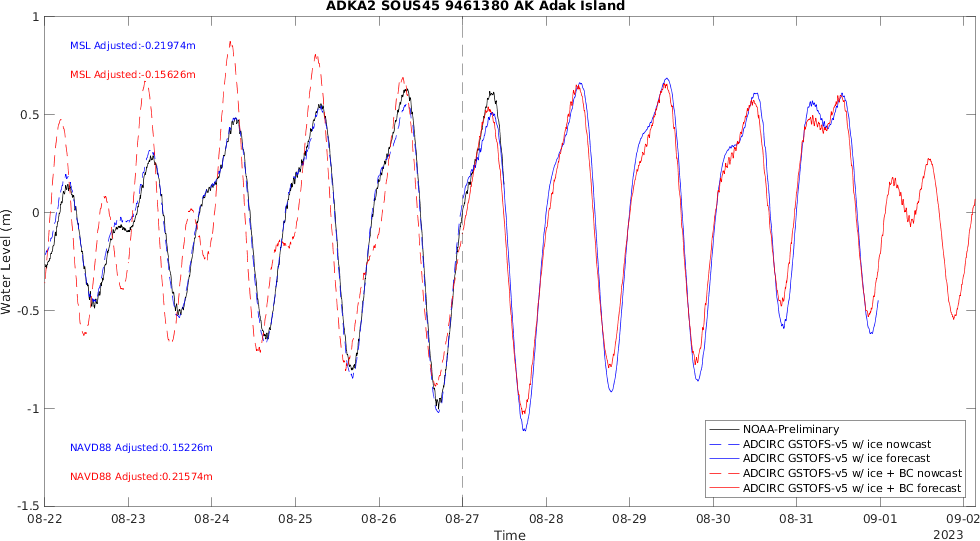 ADKA2 SOUS45 9461380 AK Adak Island
1
0.5
0
-0.5
-1
-1.5
Water Level (m)
MSL Adjusted:-0.21974m
MSL Adjusted:-0.15626m
NAVD88 Adjusted:0.15226m
NAVD88 Adjusted:0.21574m
NOAA-Preliminary
ADCIRC GSTOFS-v5 w/ ice nowcast
ADCIRC GSTOFS-v5 w/ ice forecast
ADCIRC GSTOFS-v5 w/ ice + BC nowcast
ADCIRC GSTOFS-v5 w/ ice + BC forecast
08-22 08-23 08-24 08-25 08-26 08-27 08-28 08-29 08-30 08-31 09-01 09-02
Time
2023